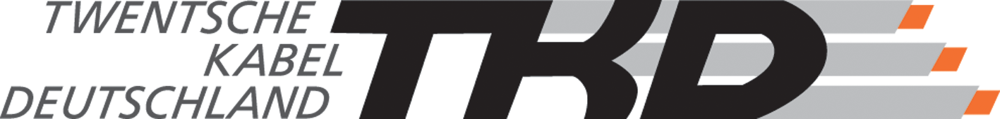 TWENTSCHE
KABEL
DEUTSCHLAND
TKD